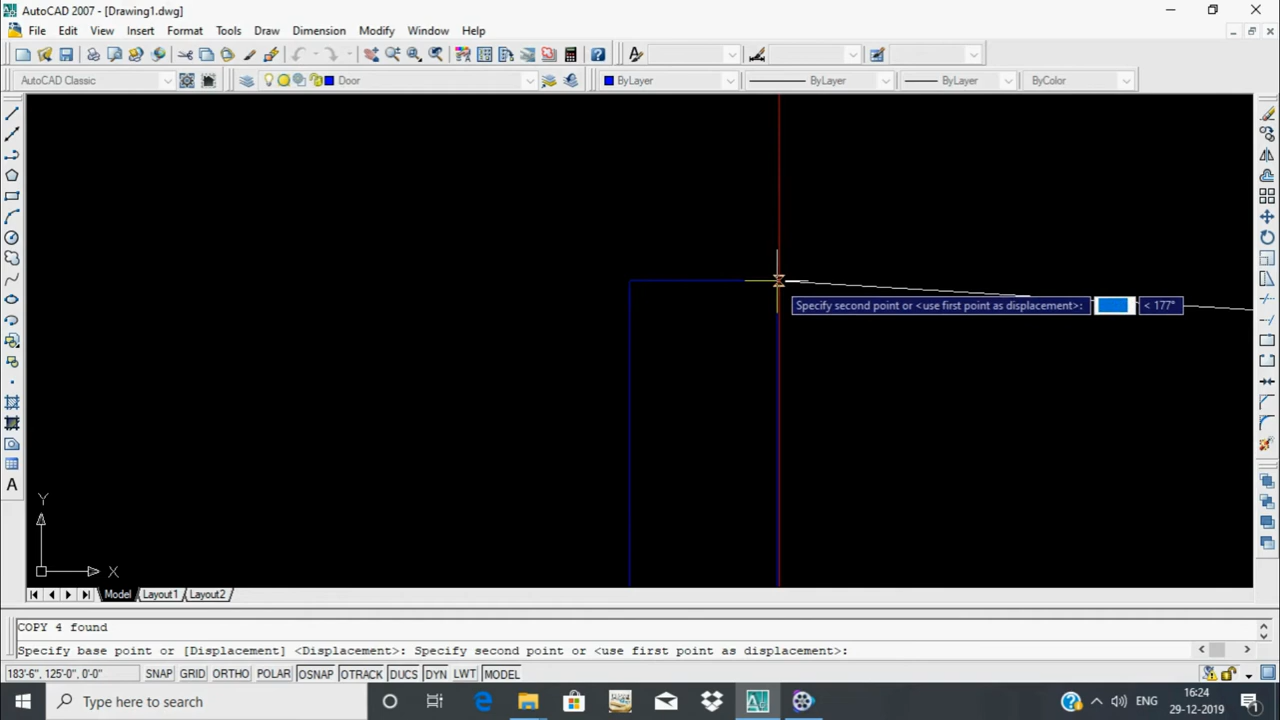 AutoCAD 2007 - [Drawing1.dwg]
File Edit View Insert Format Tools Draw Dimension Modify Window Help
AutoCAD Classic Door ByLayer ByLayer ByLayer ByColor
Specify second point or <use first point as displacement>: < 177°
Y
X
A
Model Layout1 Layout2
COPY 4 found
Specify base point or [Displacement] <Displacement>: Specify second point or <use first point as displacement>:
183'-6", 125'-0", 0'-0" SNAP GRID ORTHO POLAR OSNAP OTRACK DUCS DYN LWT MODEL
Type here to search
ENG
16:24
29-12-2019